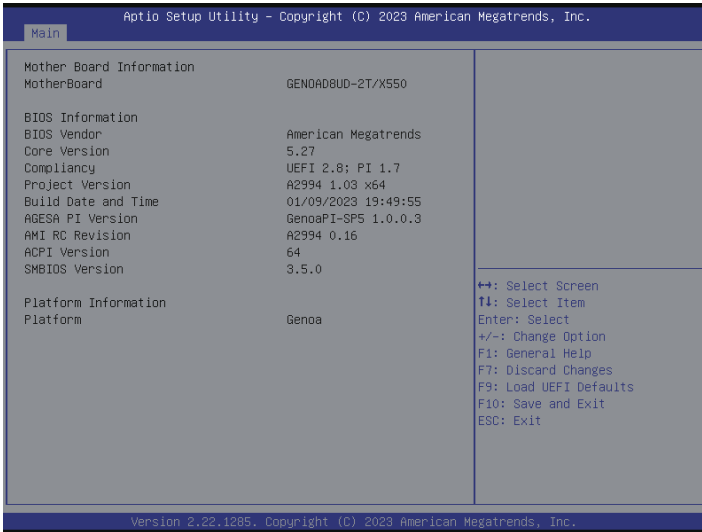 Aptio Setup Utility – Copyright (C) 2023 American Megatrends, Inc.
Main
Mother Board Information
MotherBoard GENOAD8UD-2T/X550
BIOS Information
BIOS Vendor American Megatrends
Core Version 5.27
Compliancy UEFI 2.8; PI 1.7
Project Version A2994 1.03 x64
Build Date and Time 01/09/2023 19:49:55
AGESA PI Version GenoaPI-SP5 1.0.0.3
AMI RC Revision A2994 0.16
ACPI Version 64
SMBIOS Version 3.5.0
Platform Information
Platform Genoa
↔: Select Screen
↑↓: Select Item
Enter: Select
+/-: Change Option
F1: General Help
F7: Discard Changes
F9: Load UEFI Defaults
F10: Save and Exit
ESC: Exit
Version 2.22.1285. Copyright (C) 2023 American Megatrends, Inc.